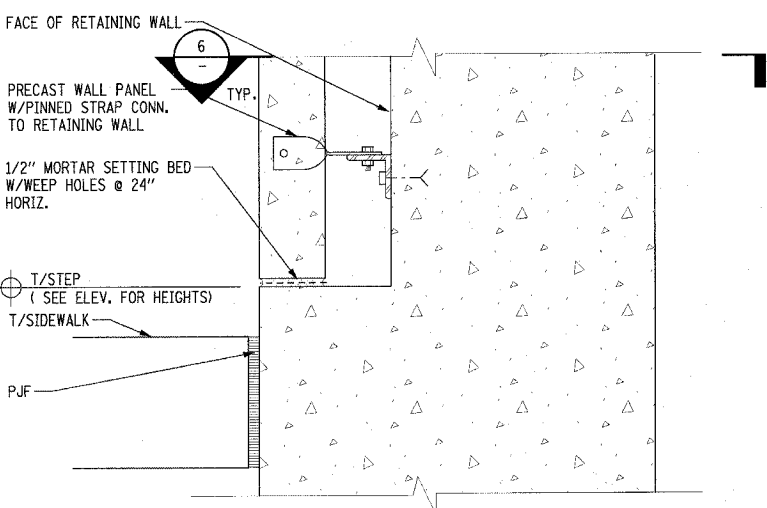 FACE OF RETAINING WALL
6
-
PRECAST WALL PANEL
W/PINNED STRAP CONN.
TO RETAINING WALL
TYP.
1/2" MORTAR SETTING BED
W/WEEP HOLES @ 24"
HORIZ.
T/STEP
( SEE ELEV. FOR HEIGHTS)
T/SIDEWALK
PJF